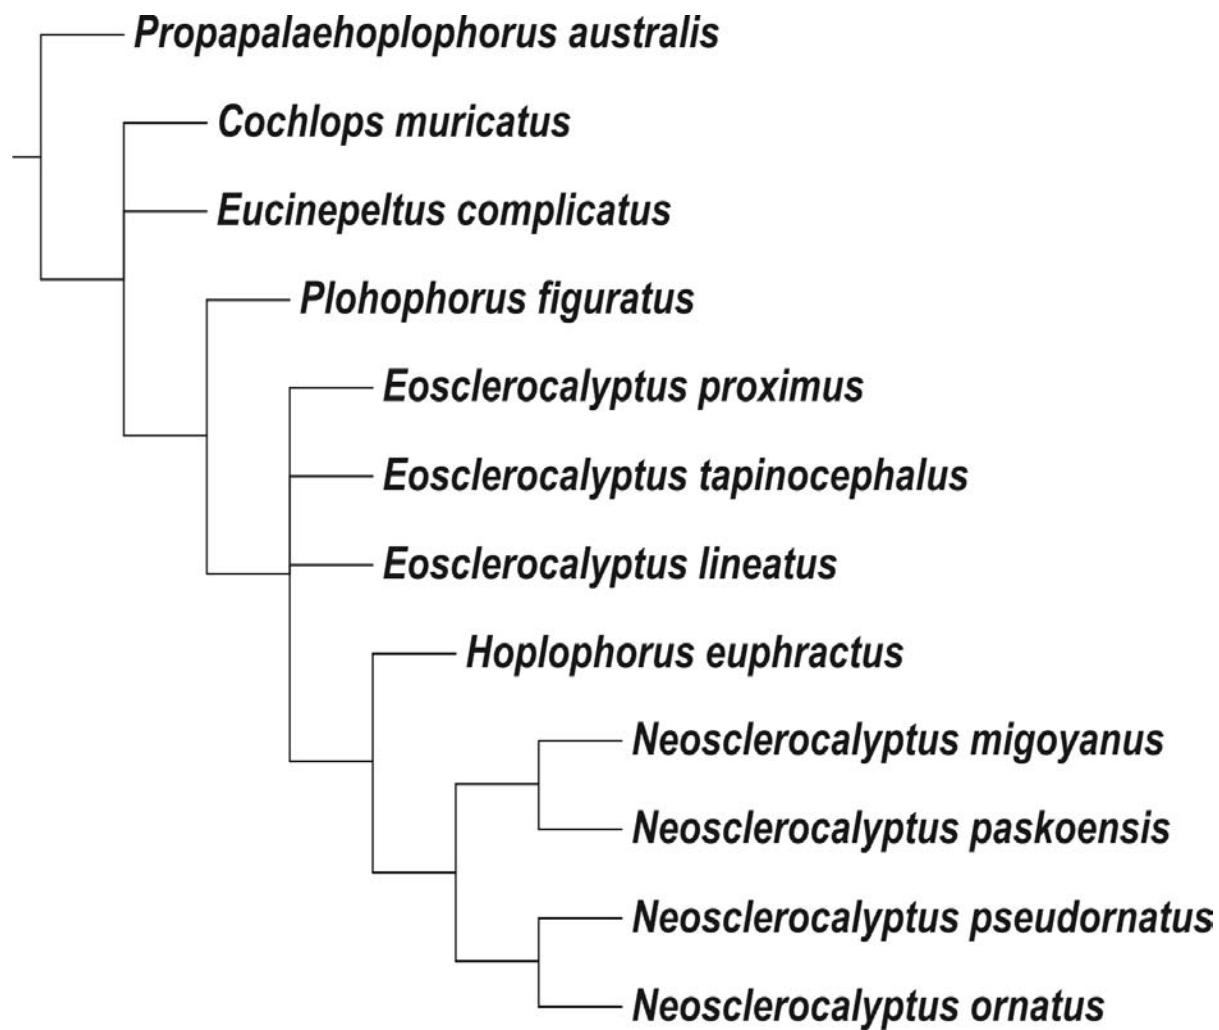 Propapalaehoplophorus australis
Cochlops muricatus
Eucinepeltus complicatus
Plohophorus figuratus
Eosclerocalyptus proximus
Eosclerocalyptus tapinocephalus
Eosclerocalyptus lineatus
Hoplophorus euphractus
Neosclerocalyptus migoyanus
Neosclerocalyptus paskoensis
Neosclerocalyptus pseudornatus
Neosclerocalyptus ornatus